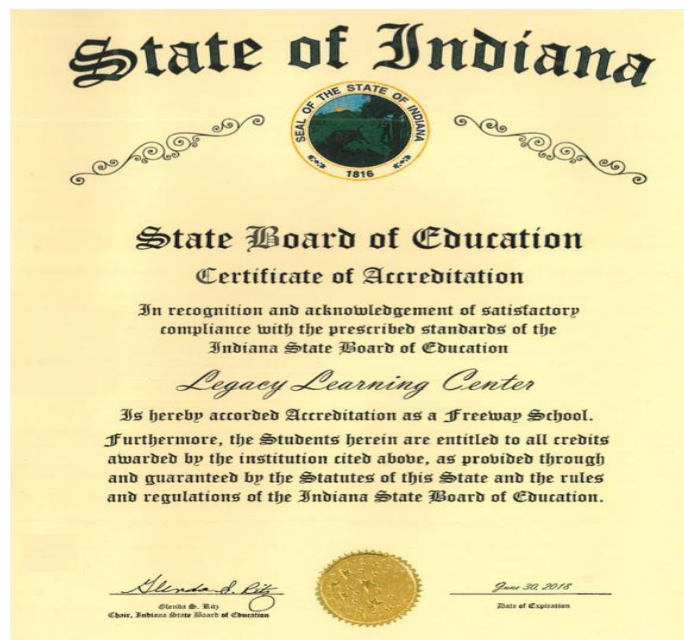 State of Indiana
SEAL OF THE STATE OF INDIANA
1816
State Board of Education
Certificate of Accreditation
In recognition and acknowledgement of satisfactory
compliance with the prescribed standards of the
Indiana State Board of Education
Legacy Learning Center
Is hereby accorded Accreditation as a Freeway School.
Furthermore, the Students herein are entitled to all credits
awarded by the institution cited above, as provided through
and guaranteed by the Statutes of this State and the rules
and regulations of the Indiana State Board of Education.
Glenda S. Ritz
June 30, 2018
Glenda S. Ritz
Date of Expiration
Chair, Indiana State Board of Education